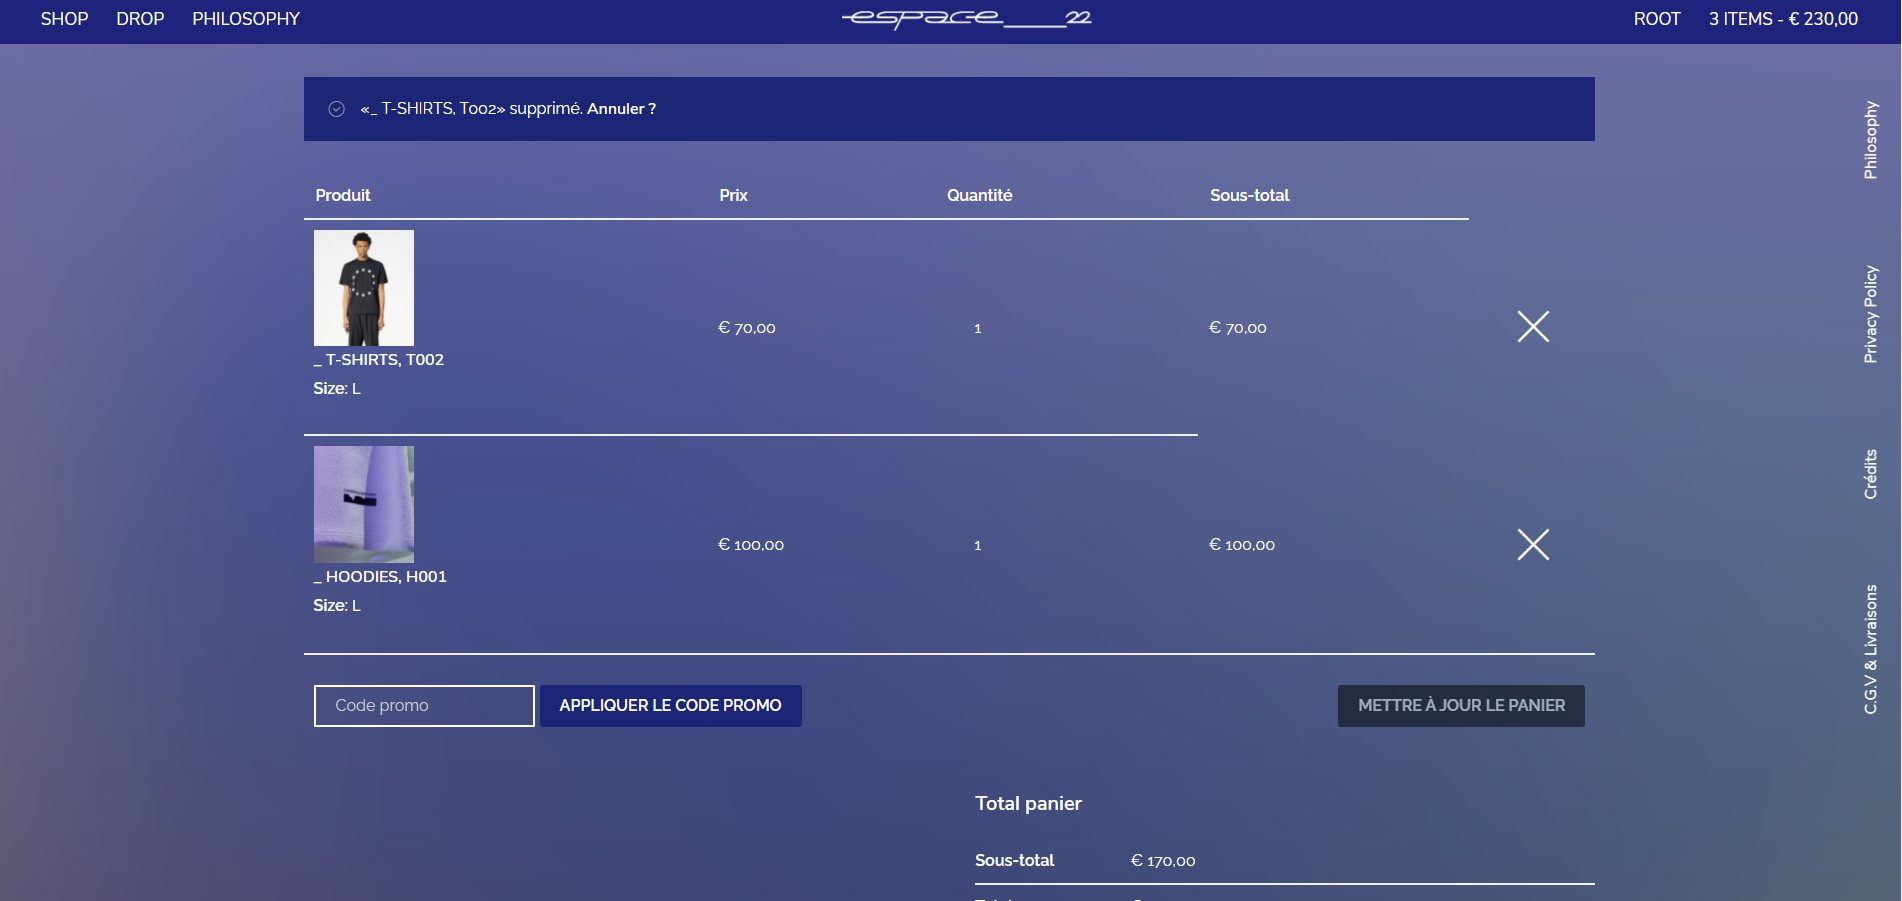 SHOP DROP PHILOSOPHY espace___22 ROOT 3 ITEMS - € 230,00
«_ T-SHIRTS, T002» supprimé. Annuler ?
Produit Prix Quantité Sous-total
€ 70,00 1 € 70,00
_ T-SHIRTS, T002
Size: L
€ 100,00 1 € 100,00
_ HOODIES, H001
Size: L
Code promo APPLIQUER LE CODE PROMO METTRE À JOUR LE PANIER
Total panier
Sous-total € 170,00
Philosophy
Privacy Policy
Crédits
C.G.V & Livraisons